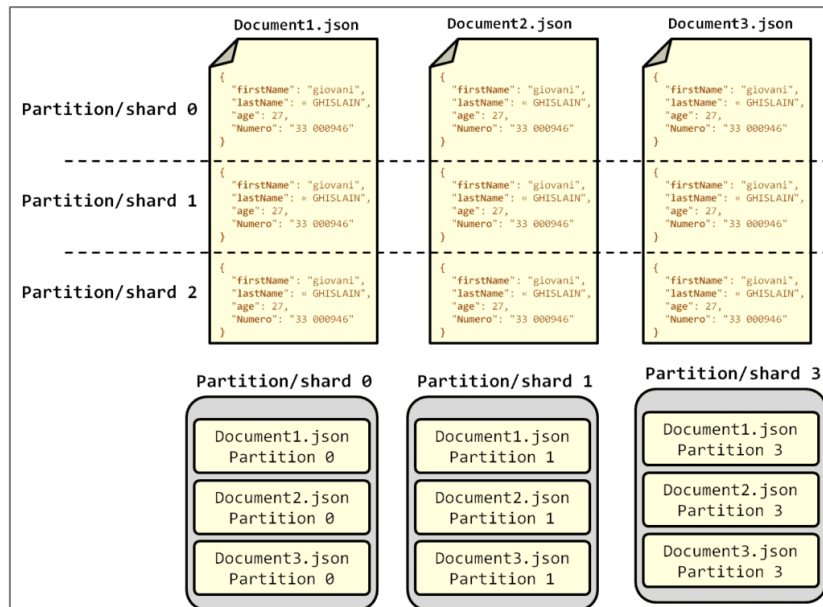 Document1.json
Document2.json
Document3.json
Partition/shard 0
{
"firstName": "giovani",
"lastName": « GHISLAIN",
"age": 27,
"Numero": "33 000946"
}
{
"firstName": "giovani",
"lastName": « GHISLAIN",
"age": 27,
"Numero": "33 000946"
}
{
"firstName": "giovani",
"lastName": « GHISLAIN",
"age": 27,
"Numero": "33 000946"
}
Partition/shard 1
{
"firstName": "giovani",
"lastName": « GHISLAIN",
"age": 27,
"Numero": "33 000946"
}
{
"firstName": "giovani",
"lastName": « GHISLAIN",
"age": 27,
"Numero": "33 000946"
}
{
"firstName": "giovani",
"lastName": « GHISLAIN",
"age": 27,
"Numero": "33 000946"
}
Partition/shard 2
{
"firstName": "giovani",
"lastName": « GHISLAIN",
"age": 27,
"Numero": "33 000946"
}
{
"firstName": "giovani",
"lastName": « GHISLAIN",
"age": 27,
"Numero": "33 000946"
}
{
"firstName": "giovani",
"lastName": « GHISLAIN",
"age": 27,
"Numero": "33 000946"
}
Partition/shard 0
Document1.json
Partition 0
Document2.json
Partition 0
Document3.json
Partition 0
Partition/shard 1
Document1.json
Partition 1
Document2.json
Partition 1
Document3.json
Partition 1
Partition/shard 3
Document1.json
Partition 3
Document2.json
Partition 3
Document3.json
Partition 3